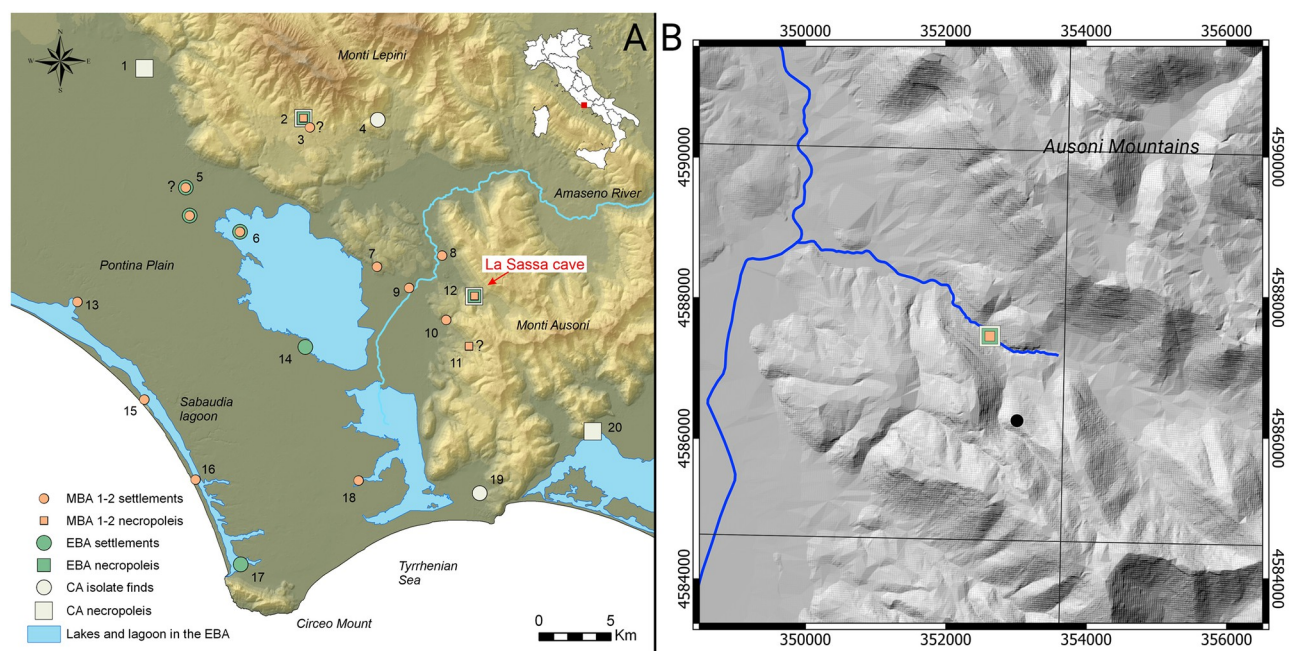 A
N
W
E
S
Monti Lepini
1
2
3
?
4
5
?
6
Amaseno River
Pontina Plain
7
8
La Sassa cave
9
12
13
10
Monti Ausoni
11
?
14
Sabaudia
lagoon
15
20
16
18
19
17
Tyrrhenian
Sea
Circeo Mount
MBA 1-2 settlements
MBA 1-2 necropoleis
EBA settlements
EBA necropoleis
CA isolate finds
CA necropoleis
Lakes and lagoon in the EBA
0 5
Km
B
350000 352000 354000 356000
Ausoni Mountains
4590000 4590000
4588000 4588000
4586000 4586000
4584000 4584000
350000 352000 354000 356000